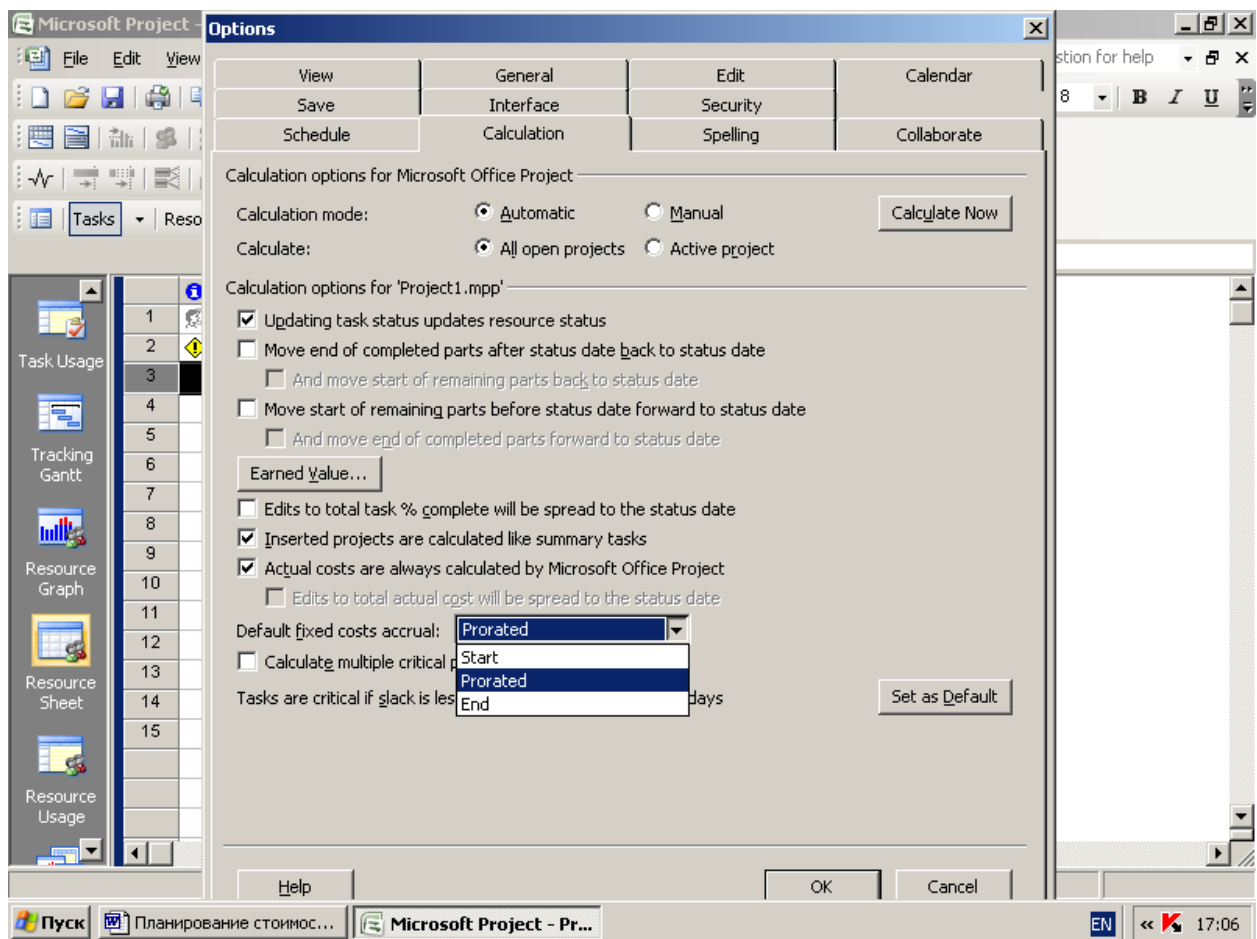 Microsoft Project -
Options
File Edit View
stion for help
View General Edit Calendar
Save Interface Security
8 B I U
Schedule Calculation Spelling Collaborate
Calculation options for Microsoft Office Project
Calculation mode: Automatic Manual Calculate Now
Tasks Reso
Calculate: All open projects Active project
Calculation options for 'Project1.mpp'
1
2
3
4
5
6
7
8
9
10
11
12
13
14
15
Task Usage
Tracking
Gantt
Resource
Graph
Resource
Sheet
Resource
Usage
Updating task status updates resource status
Move end of completed parts after status date back to status date
And move start of remaining parts back to status date
Move start of remaining parts before status date forward to status date
And move end of completed parts forward to status date
Earned Value...
Edits to total task % complete will be spread to the status date
Inserted projects are calculated like summary tasks
Actual costs are always calculated by Microsoft Office Project
Edits to total actual cost will be spread to the status date
Default fixed costs accrual: Prorated
Start
Calculate multiple critical p
Prorated
Tasks are critical if slack is les days
End
Set as Default
Help OK Cancel
Пуск Планирование стоимос... Microsoft Project - Pr... EN « 17:06